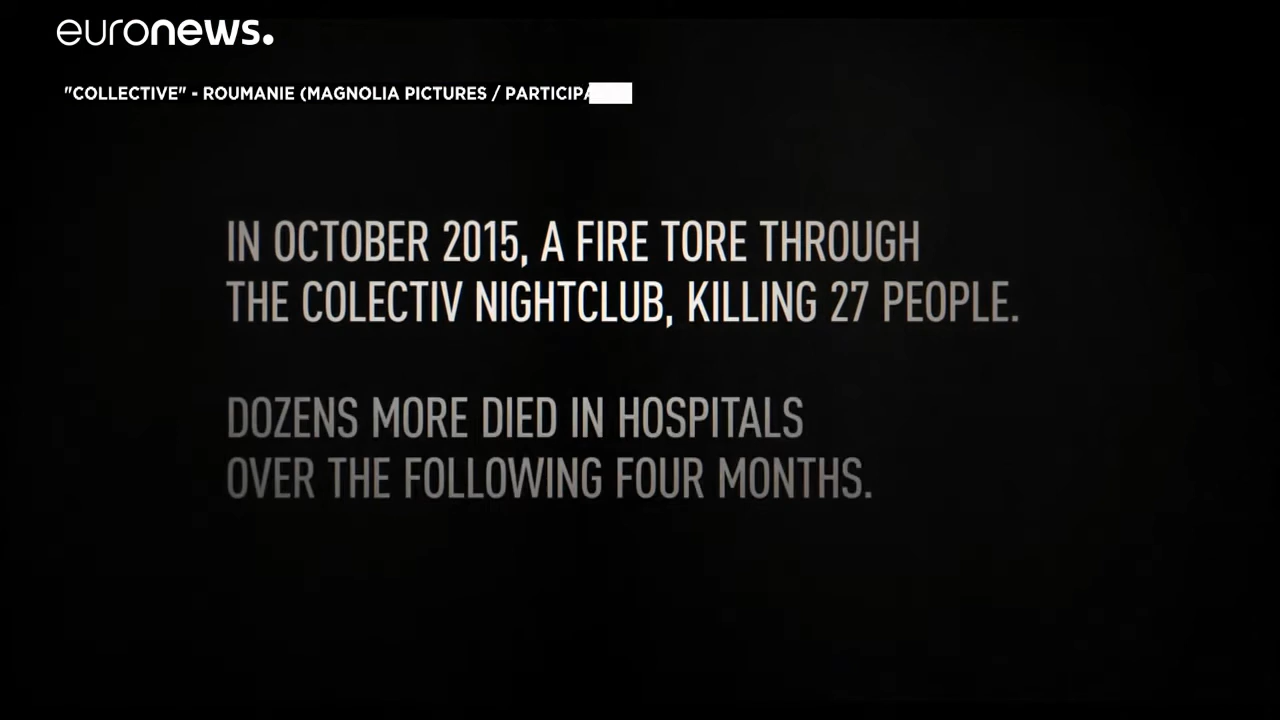 euronews.
"COLLECTIVE" - ROUMANIE (MAGNOLIA PICTURES /
IN OCTOBER 2015, A FIRE TORE THROUGH
THE COLECTIV NIGHTCLUB, KILLING 27 PEOPLE.
DOZENS MORE DIED IN HOSPITALS
OVER THE FOLLOWING FOUR MONTHS.